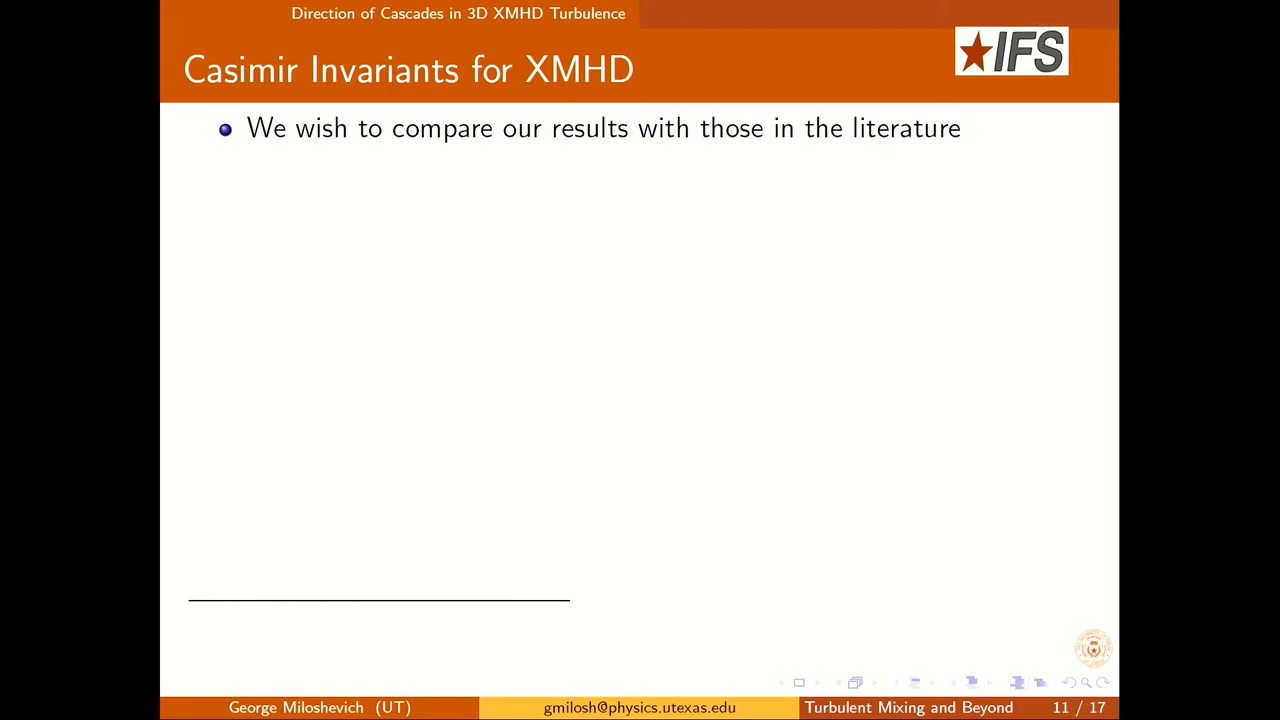 Direction of Cascades in 3D XMHD Turbulence
Casimir Invariants for XMHD
IFS
We wish to compare our results with those in the literature
George Miloshevich (UT)
gmilosh@physics.utexas.edu
Turbulent Mixing and Beyond
11 / 17